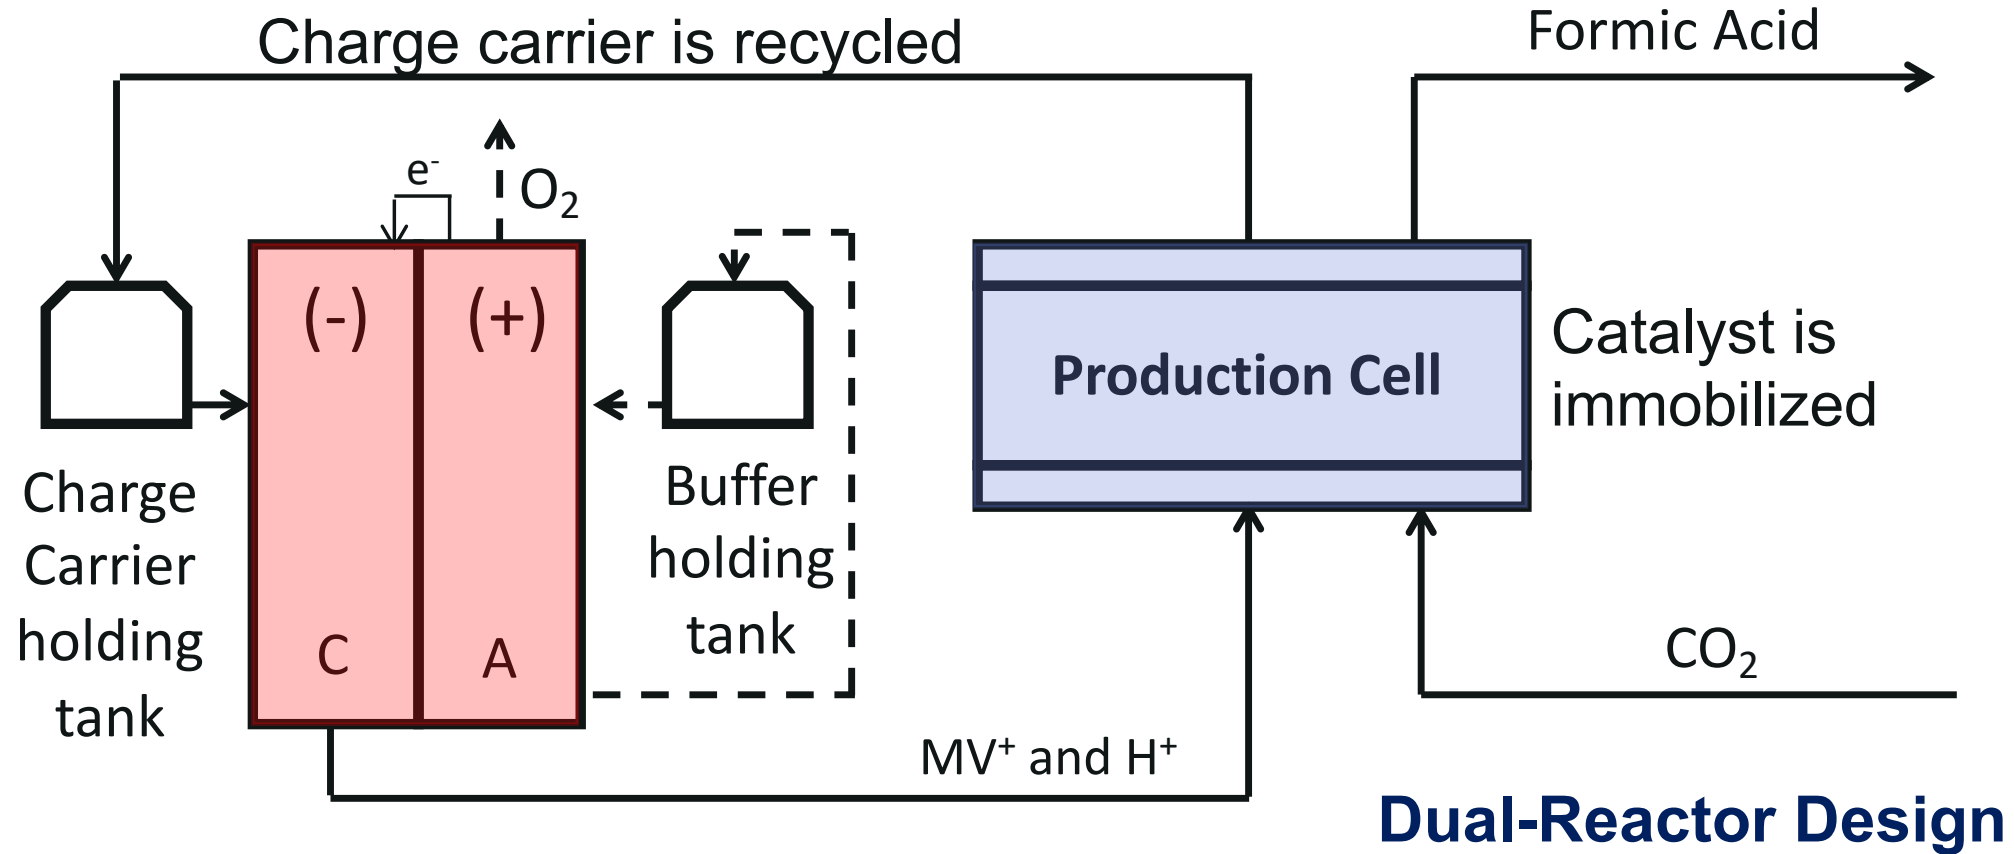 Charge carrier is recycled
Formic Acid
e⁻
O₂
(-)
(+)
Production Cell
Catalyst is
immobilized
Charge
Carrier
holding
tank
Buffer
holding
tank
C
A
CO₂
MV⁺ and H⁺
Dual-Reactor Design